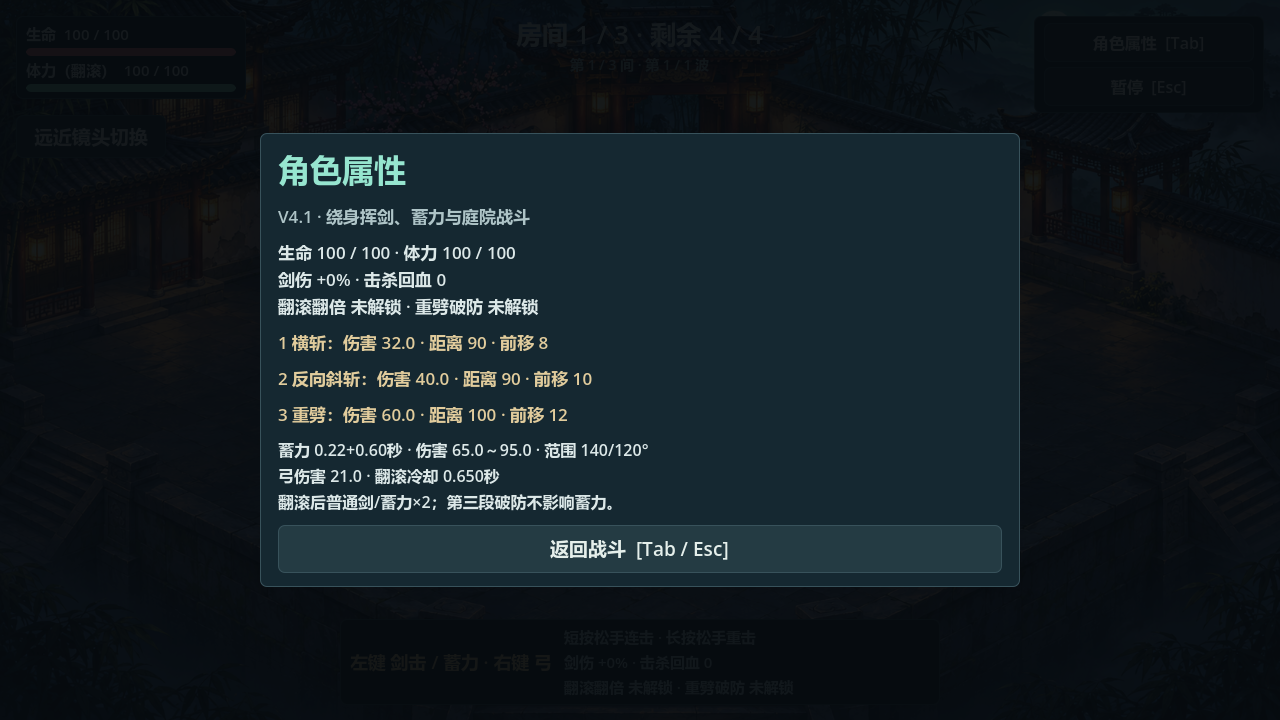 生命 100 / 100
体力（翻滚） 100 / 100
远近镜头切换
房间 1 / 3 · 剩余 4 / 4
第 1 / 3 间 · 第 1 / 1 波
角色属性 [Tab]
暂停 [Esc]
角色属性
V4.1 · 绕身挥剑、蓄力与庭院战斗
生命 100 / 100 · 体力 100 / 100
剑伤 +0% · 击杀回血 0
翻滚翻倍 未解锁 · 重劈破防 未解锁
1 横斩：伤害 32.0 · 距离 90 · 前移 8
2 反向斜斩：伤害 40.0 · 距离 90 · 前移 10
3 重劈：伤害 60.0 · 距离 100 · 前移 12
蓄力 0.22+0.60秒 · 伤害 65.0～95.0 · 范围 140/120°
弓伤害 21.0 · 翻滚冷却 0.650秒
翻滚后普通剑/蓄力×2；第三段破防不影响蓄力。
返回战斗 [Tab / Esc]
左键 剑击 / 蓄力 · 右键 弓
短按松手连击 · 长按松手重击
剑伤 +0% · 击杀回血 0
翻滚翻倍 未解锁 · 重劈破防 未解锁